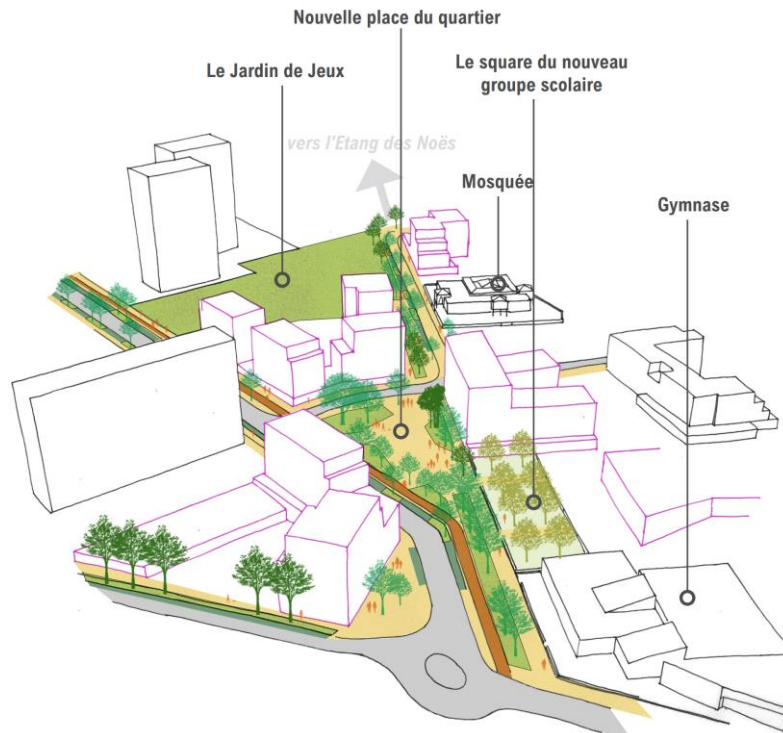 Nouvelle place du quartier
Le square du nouveau
groupe scolaire
Le Jardin de Jeux
vers l'Etang des Noës
Mosquée
Gymnase